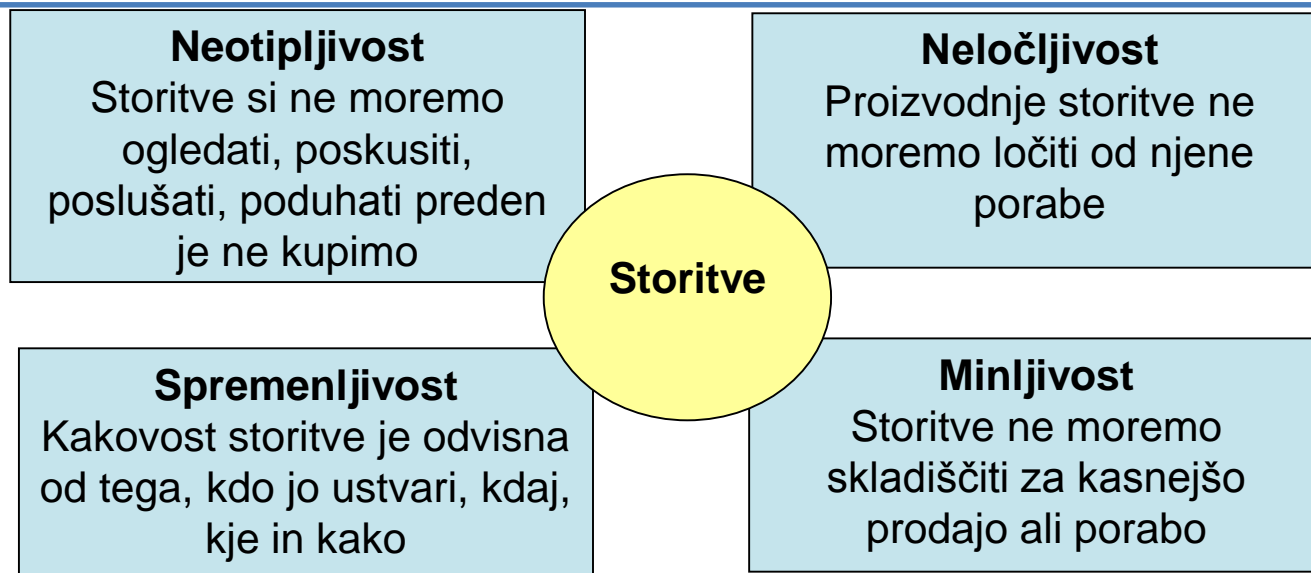 Neotipljivost
Storitve si ne moremo
ogledati, poskusiti,
poslušati, poduhati preden
je ne kupimo
Neločljivost
Proizvodnje storitve ne
moremo ločiti od njene
porabe
Storitve
Spremenljivost
Kakovost storitve je odvisna
od tega, kdo jo ustvari, kdaj,
kje in kako
Minljivost
Storitve ne moremo
skladiščiti za kasnejšo
prodajo ali porabo